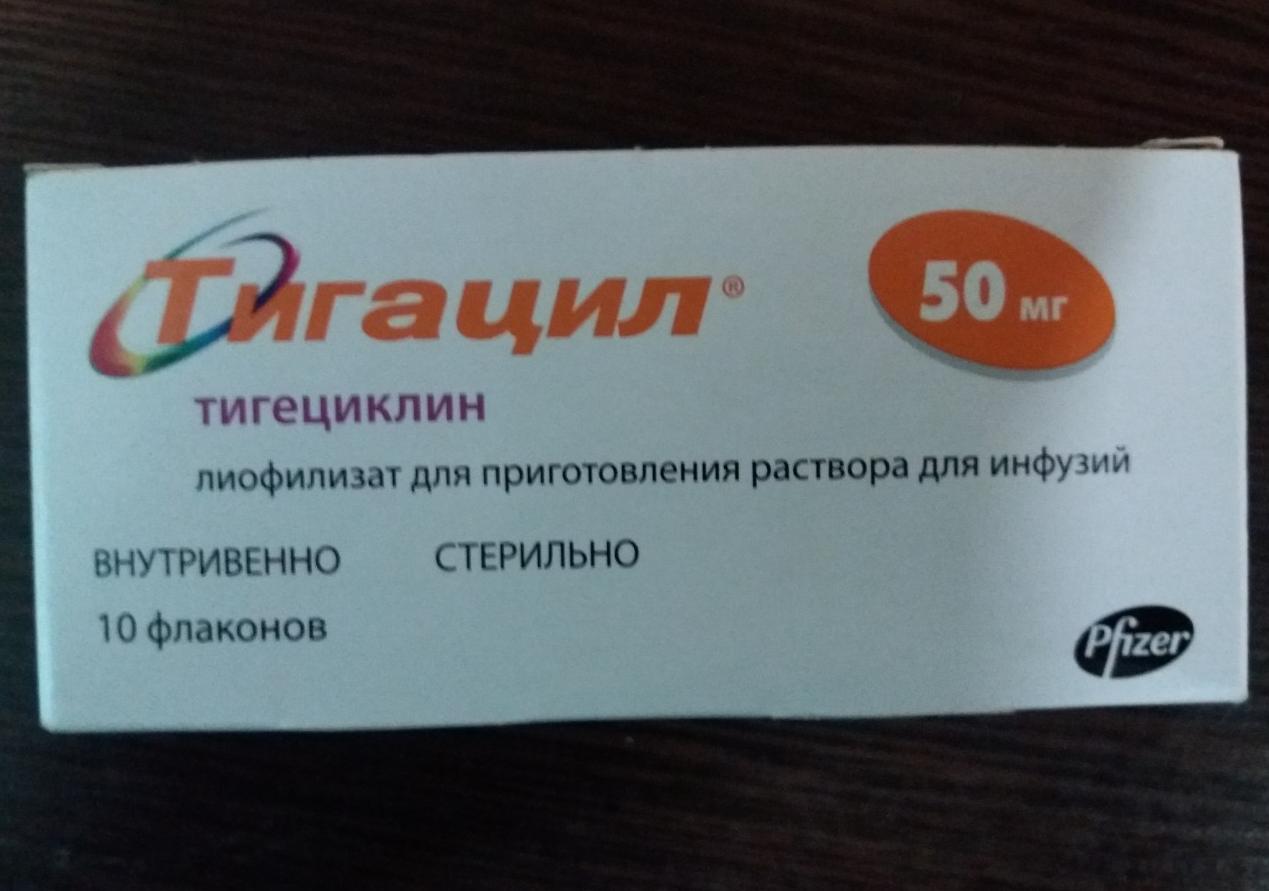 Тигацил®
50 мг
тигециклин
лиофилизат для приготовления раствора для инфузий
ВНУТРИВЕННО СТЕРИЛЬНО
10 флаконов
Pfizer